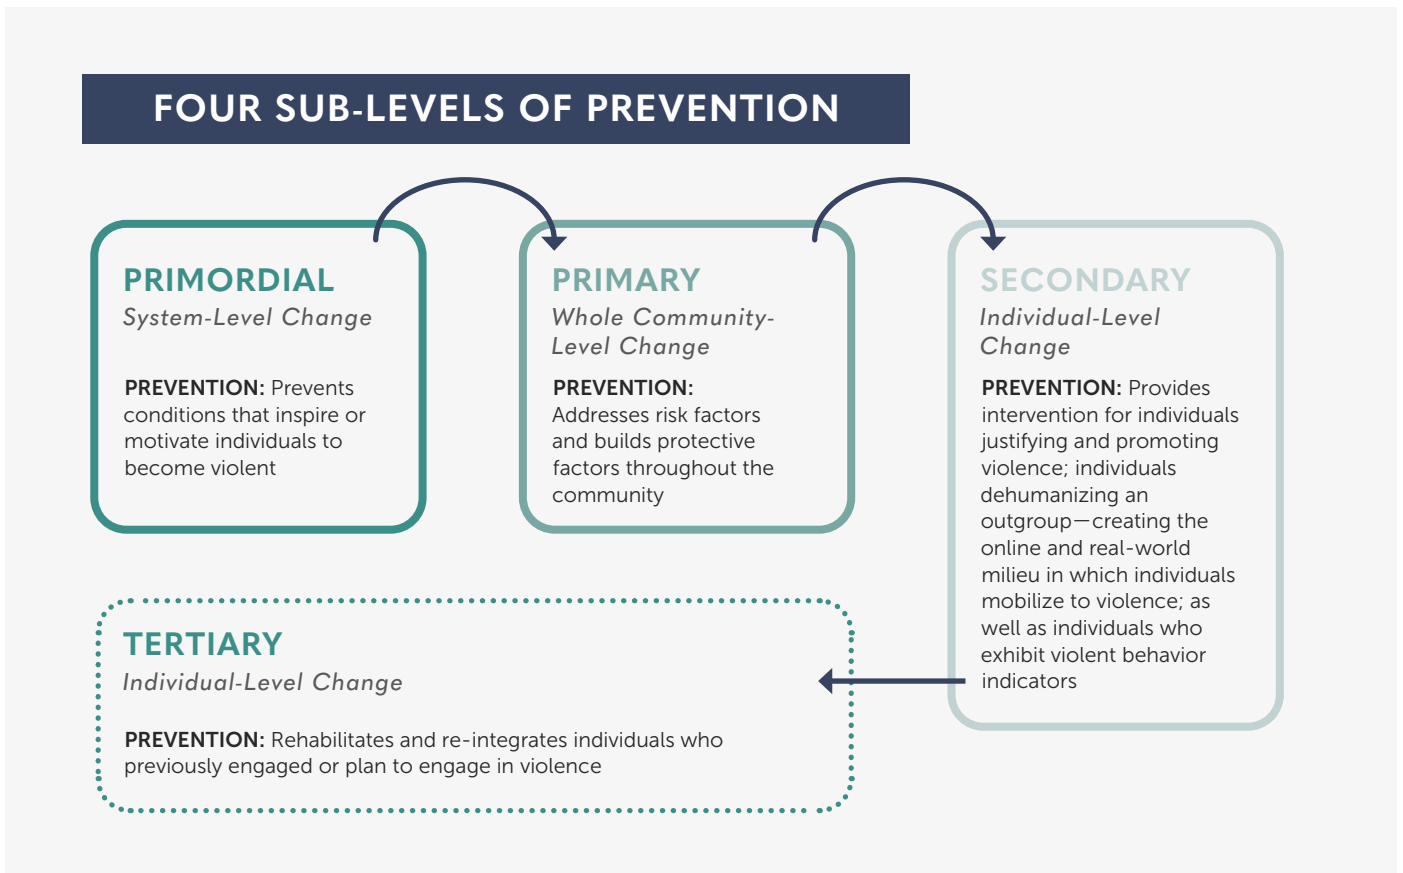 FOUR SUB-LEVELS OF PREVENTION
PRIMORDIAL
System-Level Change
PREVENTION: Prevents
conditions that inspire or
motivate individuals to
become violent
PRIMARY
Whole Community-
Level Change
PREVENTION:
Addresses risk factors
and builds protective
factors throughout the
community
SECONDARY
Individual-Level
Change
PREVENTION: Provides
intervention for individuals
justifying and promoting
violence; individuals
dehumanizing an
outgroup—creating the
online and real-world
milieu in which individuals
mobilize to violence; as
well as individuals who
exhibit violent behavior
indicators
TERTIARY
Individual-Level Change
PREVENTION: Rehabilitates and re-integrates individuals who
previously engaged or plan to engage in violence